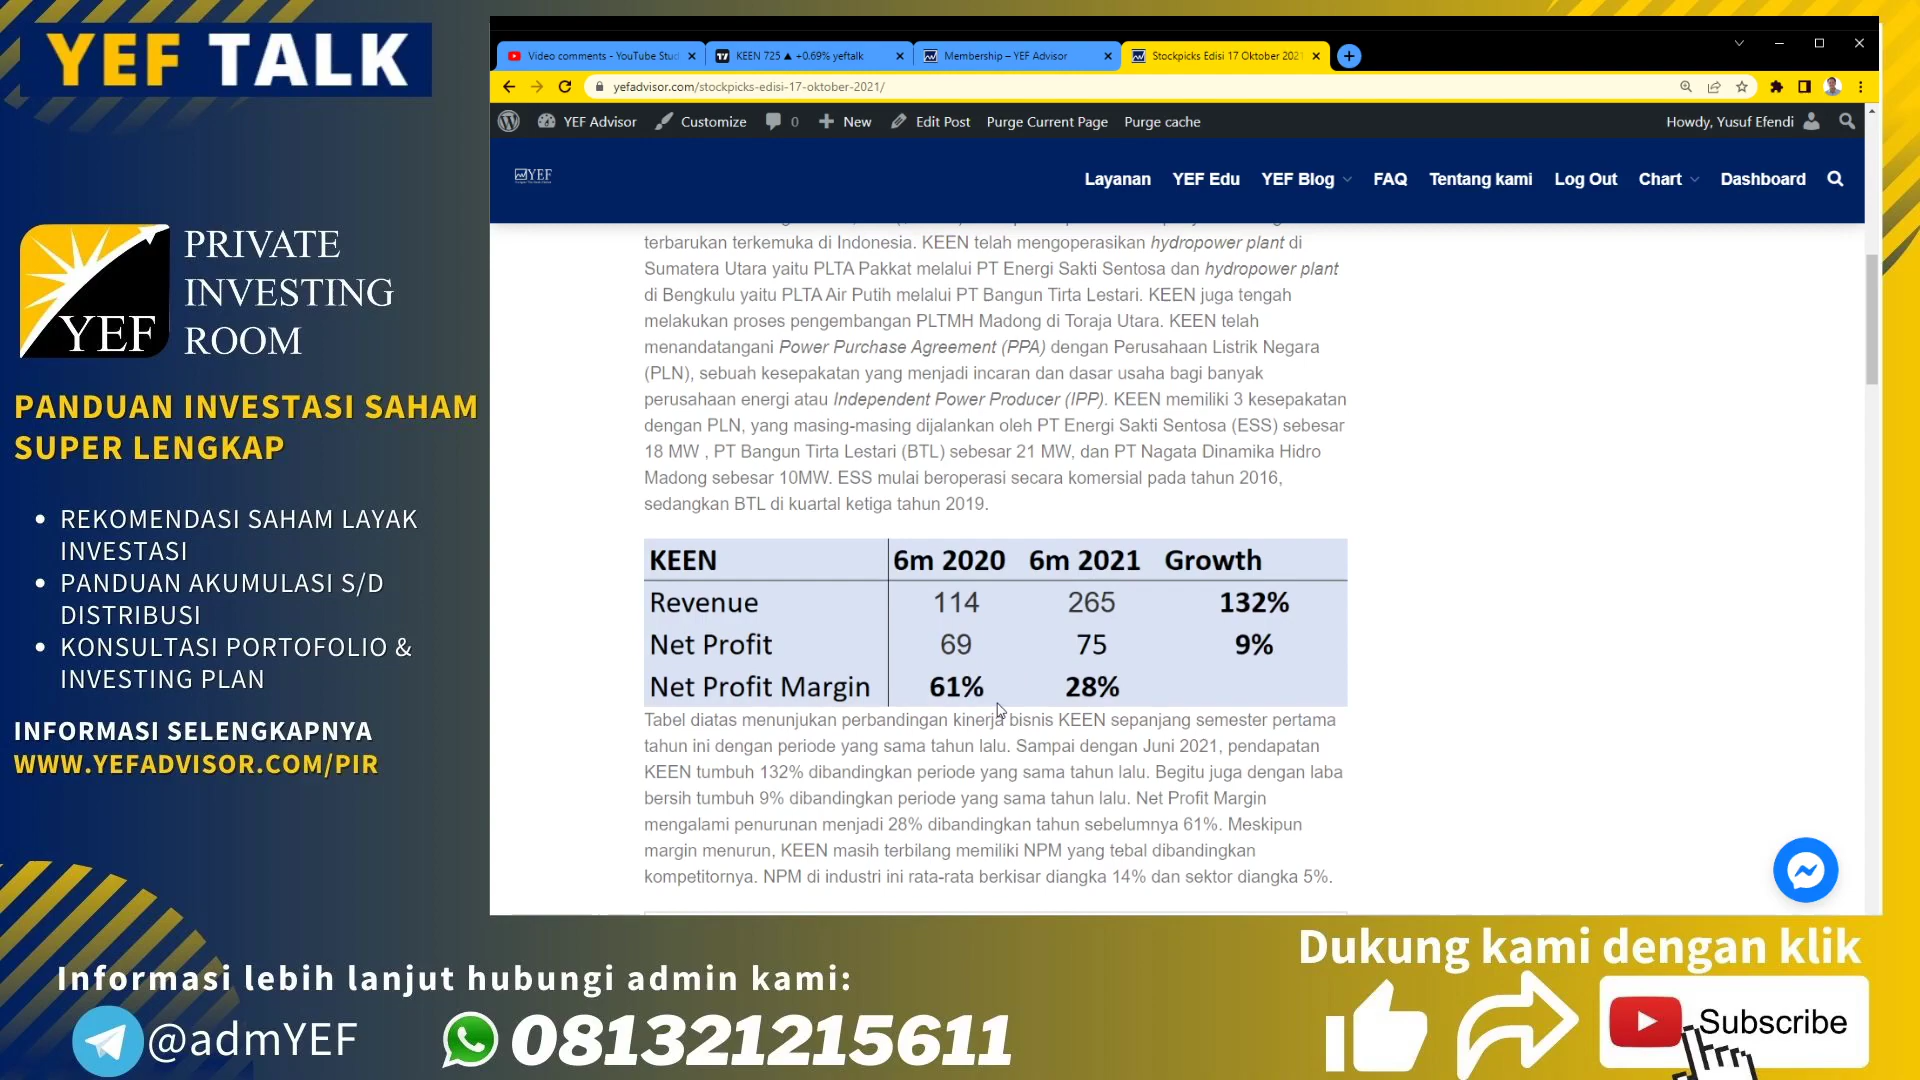 YEF TALK
YEF
PRIVATE
INVESTING
ROOM
PANDUAN INVESTASI SAHAM
SUPER LENGKAP
• REKOMENDASI SAHAM LAYAK
INVESTASI
• PANDUAN AKUMULASI S/D
DISTRIBUSI
• KONSULTASI PORTOFOLIO &
INVESTING PLAN
INFORMASI SELENGKAPNYA
WWW.YEFADVISOR.COM/PIR
Video comments - YouTube Stud
KEEN 725 ▲ +0.69% yeftalk
Membership – YEF Advisor
Stockpicks Edisi 17 Oktober 2021
yefadvisor.com/stockpicks-edisi-17-oktober-2021/
YEF Advisor Customize 0 New Edit Post Purge Current Page Purge cache Howdy, Yusuf Efendi
YEF
Layanan YEF Edu YEF Blog FAQ Tentang kami Log Out Chart Dashboard
terbarukan terkemuka di Indonesia. KEEN telah mengoperasikan hydropower plant di
Sumatera Utara yaitu PLTA Pakkat melalui PT Energi Sakti Sentosa dan hydropower plant
di Bengkulu yaitu PLTA Air Putih melalui PT Bangun Tirta Lestari. KEEN juga tengah
melakukan proses pengembangan PLTMH Madong di Toraja Utara. KEEN telah
menandatangani Power Purchase Agreement (PPA) dengan Perusahaan Listrik Negara
(PLN), sebuah kesepakatan yang menjadi incaran dan dasar usaha bagi banyak
perusahaan energi atau Independent Power Producer (IPP). KEEN memiliki 3 kesepakatan
dengan PLN, yang masing-masing dijalankan oleh PT Energi Sakti Sentosa (ESS) sebesar
18 MW , PT Bangun Tirta Lestari (BTL) sebesar 21 MW, dan PT Nagata Dinamika Hidro
Madong sebesar 10MW. ESS mulai beroperasi secara komersial pada tahun 2016,
sedangkan BTL di kuartal ketiga tahun 2019.
KEEN 6m 2020 6m 2021 Growth
Revenue 114 265 132%
Net Profit 69 75 9%
Net Profit Margin 61% 28%
Tabel diatas menunjukan perbandingan kinerja bisnis KEEN sepanjang semester pertama
tahun ini dengan periode yang sama tahun lalu. Sampai dengan Juni 2021, pendapatan
KEEN tumbuh 132% dibandingkan periode yang sama tahun lalu. Begitu juga dengan laba
bersih tumbuh 9% dibandingkan periode yang sama tahun lalu. Net Profit Margin
mengalami penurunan menjadi 28% dibandingkan tahun sebelumnya 61%. Meskipun
margin menurun, KEEN masih terbilang memiliki NPM yang tebal dibandingkan
kompetitornya. NPM di industri ini rata-rata berkisar diangka 14% dan sektor diangka 5%.
Informasi lebih lanjut hubungi admin kami:
@admYEF
081321215611
Dukung kami dengan klik
Subscribe